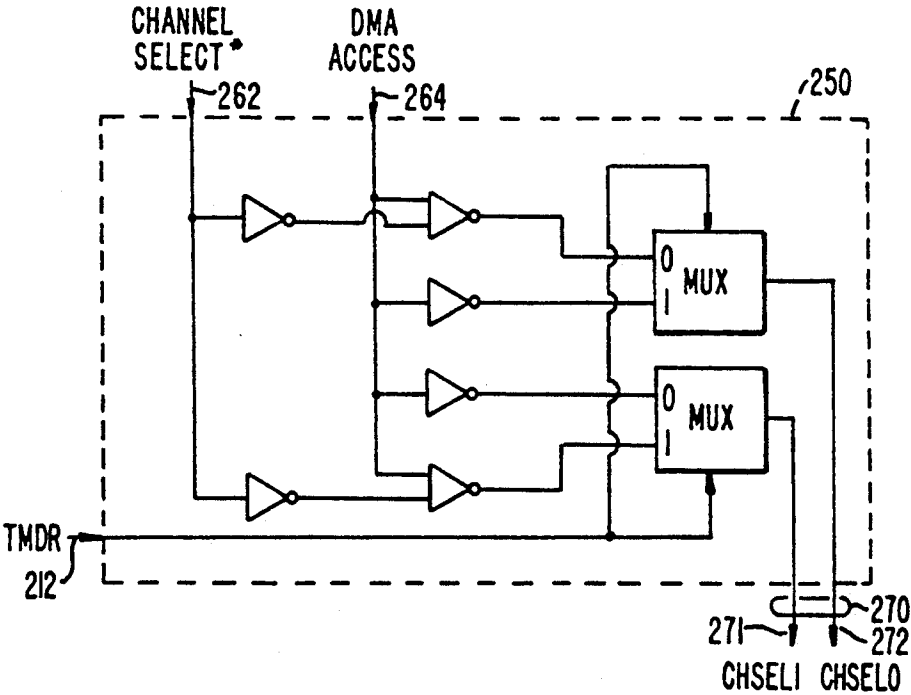 CHANNEL
SELECT*
DMA
ACCESS
262
264
250
0
MUX
1
0
MUX
1
TMDR
212
270
271
272
CHSEL1 CHSEL0